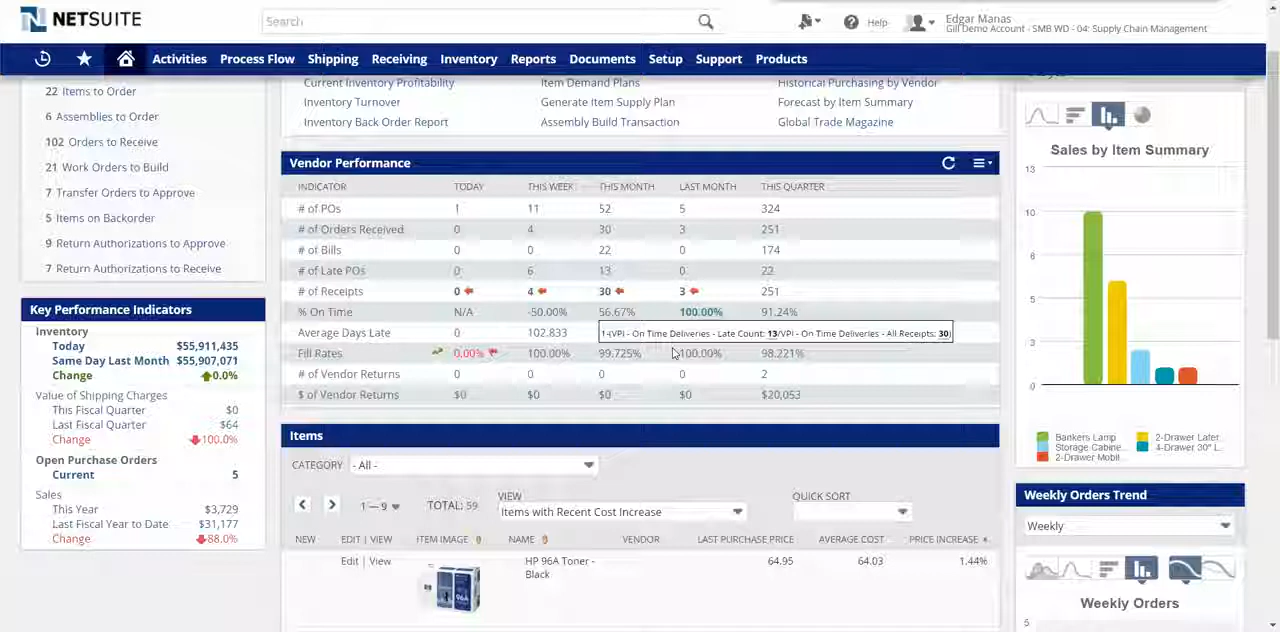 NETSUITE
Search
Help
Edgar Manas
Gill Demo Account - SMB WD - 04: Supply Chain Management
Activities Process Flow Shipping Receiving Inventory Reports Documents Setup Support Products
22 Items to Order
6 Assemblies to Order
102 Orders to Receive
21 Work Orders to Build
7 Transfer Orders to Approve
5 Items on Backorder
9 Return Authorizations to Approve
7 Return Authorizations to Receive
Key Performance Indicators
Inventory
Today $55,911,435
Same Day Last Month $55,907,071
Change 0.0%
Value of Shipping Charges
This Fiscal Quarter $0
Last Fiscal Quarter $64
Change 100.0%
Open Purchase Orders
Current 5
Sales
This Year $3,729
Last Fiscal Year to Date $31,177
Change 88.0%
Current Inventory Profitability Item Demand Plans Historical Purchasing by Vendor
Inventory Turnover Generate Item Supply Plan Forecast by Item Summary
Inventory Back Order Report Assembly Build Transaction Global Trade Magazine
Vendor Performance
INDICATOR TODAY THIS WEEK THIS MONTH LAST MONTH THIS QUARTER
# of POs 1 11 52 5 324
# of Orders Received 0 4 30 3 251
# of Bills 0 0 22 0 174
# of Late POs 0 6 13 0 22
# of Receipts 0 4 30 3 251
% On Time N/A -50.00% 56.67% 100.00% 91.24%
Average Days Late 0 102.833
1-(VPI - On Time Deliveries - Late Count: 13/VPI - On Time Deliveries - All Receipts: 30)
Fill Rates 0.00% 100.00% 99.725% 100.00% 98.221%
# of Vendor Returns 0 0 0 0 2
$ of Vendor Returns $0 $0 $0 $0 $20,053
Items
CATEGORY - All -
1 — 9 TOTAL: 59
VIEW
Items with Recent Cost Increase
QUICK SORT
NEW EDIT | VIEW ITEM IMAGE NAME VENDOR LAST PURCHASE PRICE AVERAGE COST PRICE INCREASE
Edit | View HP 96A Toner - 64.95 64.03 1.44%
Black
96A
Sales by Item Summary
13
10
6
5
3
0
Bankers Lamp 2-Drawer Later...
Storage Cabine... 4-Drawer 30" L...
2-Drawer Mobil...
Weekly Orders Trend
Weekly
Weekly Orders
5